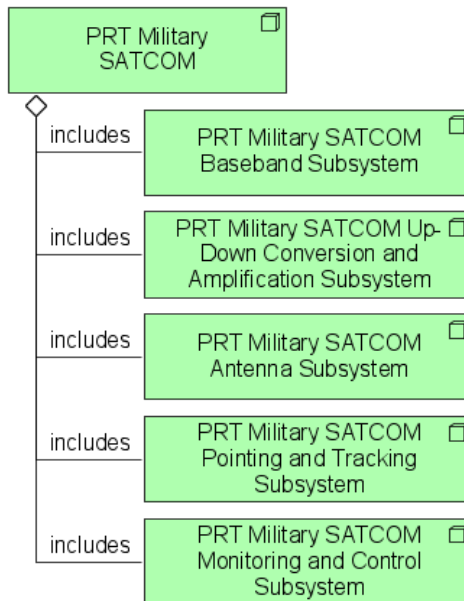 PRT Military
SATCOM
includes
PRT Military SATCOM
Baseband Subsystem
includes
PRT Military SATCOM Up-
Down Conversion and
Amplification Subsystem
includes
PRT Military SATCOM
Antenna Subsystem
includes
PRT Military SATCOM
Pointing and Tracking
Subsystem
includes
PRT Military SATCOM
Monitoring and Control
Subsystem